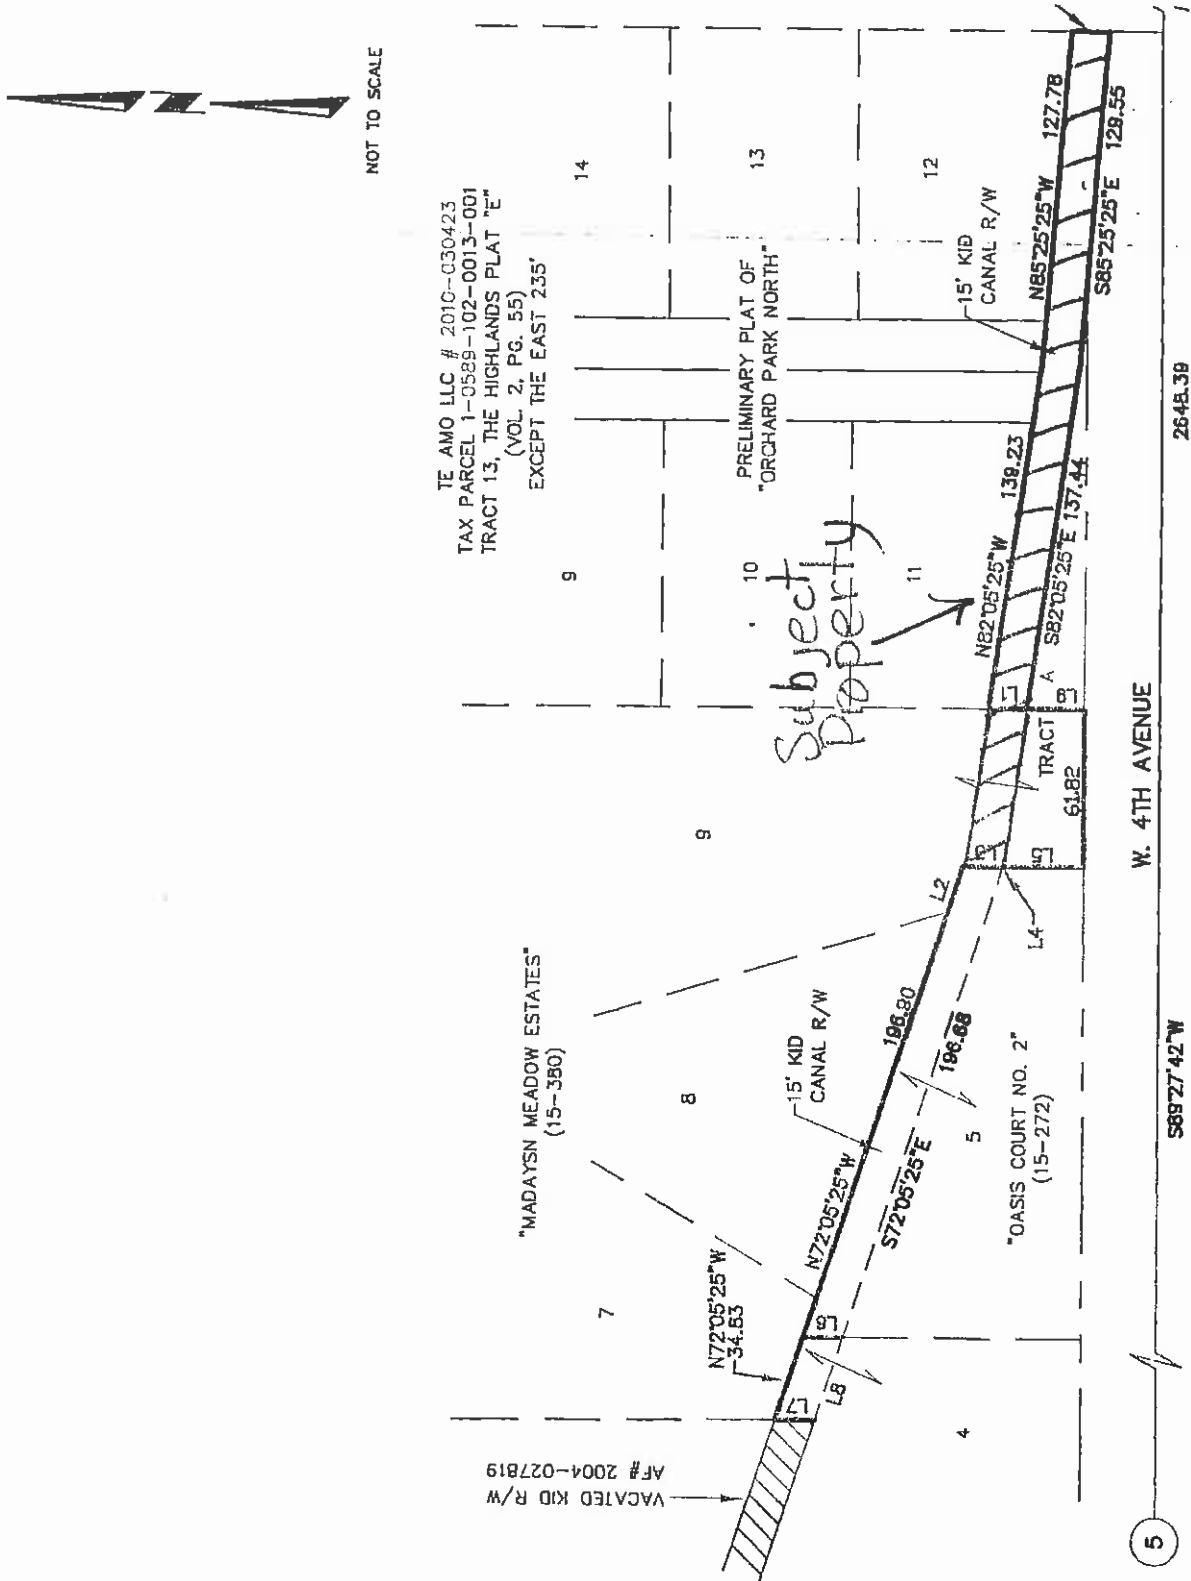 NOT TO SCALE
TE AMO LLC # 2010-030423
TAX PARCEL 1-0589-102-0013-001
TRACT 13, THE HIGHLANDS PLAT "E"
(VOL. 2, PG. 55)
EXCEPT THE EAST 235'
14
13
12
PRELIMINARY PLAT OF
"ORCHARD PARK NORTH"
15' KID
CANAL R/W
N85°25'25"W
127.78
S85°25'25"E
129.55
9
10
11
Subject
Property
N82°05'25"W
139.23
S82°05'25"E
137.44
L1
L9
TRACT A
61.82
L3
L5
L4
L2
9
"MADAYSN MEADOW ESTATES"
(15-380)
8
7
15' KID
CANAL R/W
N72°05'25"W
196.90
S72°05'25"E
196.68
N72°05'25"W
34.53
L6
L7
L8
5
"OASIS COURT NO. 2"
(15-272)
4
VACATED KID R/W
AF# 2004-027819
W. 4TH AVENUE
S89°27'42"W
2648.39
5